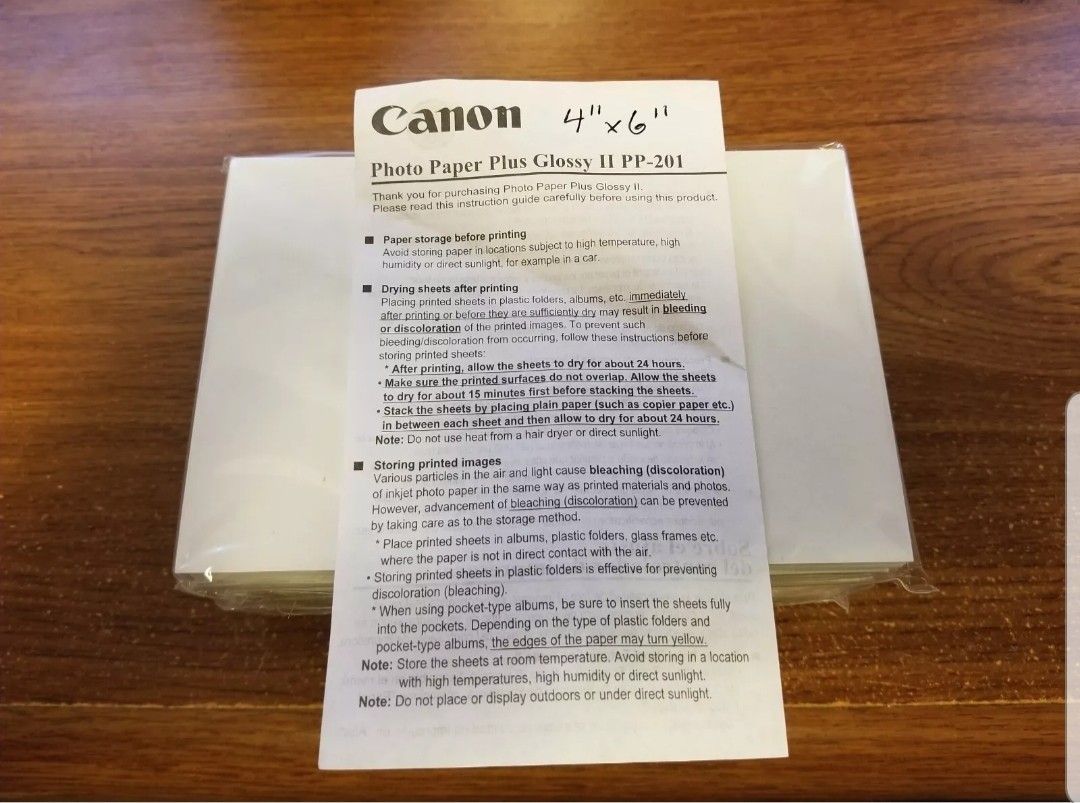 Canon 4" x 6"
Photo Paper Plus Glossy II PP-201
Thank you for purchasing Photo Paper Plus Glossy II.
Please read this instruction guide carefully before using this product.
■ Paper storage before printing
Avoid storing paper in locations subject to high temperature, high
humidity or direct sunlight, for example in a car.
■ Drying sheets after printing
Placing printed sheets in plastic folders, albums, etc. immediately
after printing or before they are sufficiently dry may result in bleeding
or discoloration of the printed images. To prevent such
bleeding/discoloration from occurring, follow these instructions before
storing printed sheets:
* After printing, allow the sheets to dry for about 24 hours.
• Make sure the printed surfaces do not overlap. Allow the sheets
to dry for about 15 minutes first before stacking the sheets.
• Stack the sheets by placing plain paper (such as copier paper etc.)
in between each sheet and then allow to dry for about 24 hours.
Note: Do not use heat from a hair dryer or direct sunlight.
■ Storing printed images
Various particles in the air and light cause bleaching (discoloration)
of inkjet photo paper in the same way as printed materials and photos.
However, advancement of bleaching (discoloration) can be prevented
by taking care as to the storage method.
* Place printed sheets in albums, plastic folders, glass frames etc.
where the paper is not in direct contact with the air.
• Storing printed sheets in plastic folders is effective for preventing
discoloration (bleaching).
* When using pocket-type albums, be sure to insert the sheets fully
into the pockets. Depending on the type of plastic folders and
pocket-type albums, the edges of the paper may turn yellow.
Note: Store the sheets at room temperature. Avoid storing in a location
with high temperatures, high humidity or direct sunlight.
Note: Do not place or display outdoors or under direct sunlight.